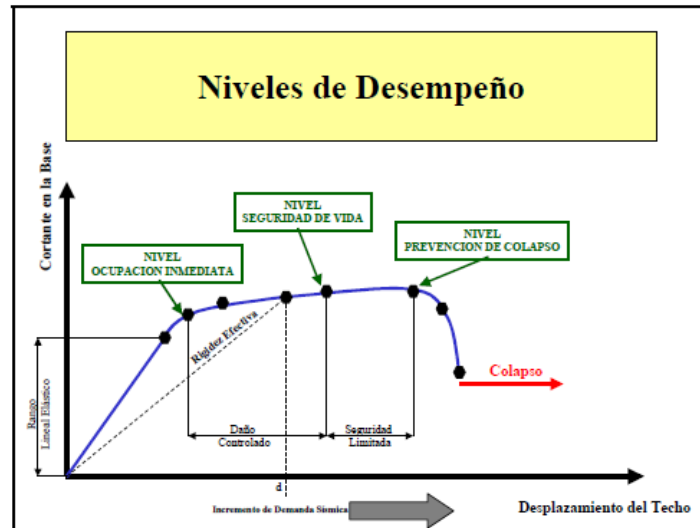 Niveles de Desempeño
Cortante en la Base
NIVEL
SEGURIDAD DE VIDA
NIVEL
OCUPACION INMEDIATA
NIVEL
PREVENCION DE COLAPSO
Rigidez Efectiva
Colapso
Rango
Lineal Elástico
Daño
Controlado
Seguridad
Limitada
d
Incremento de Demanda Sísmica
Desplazamiento del Techo